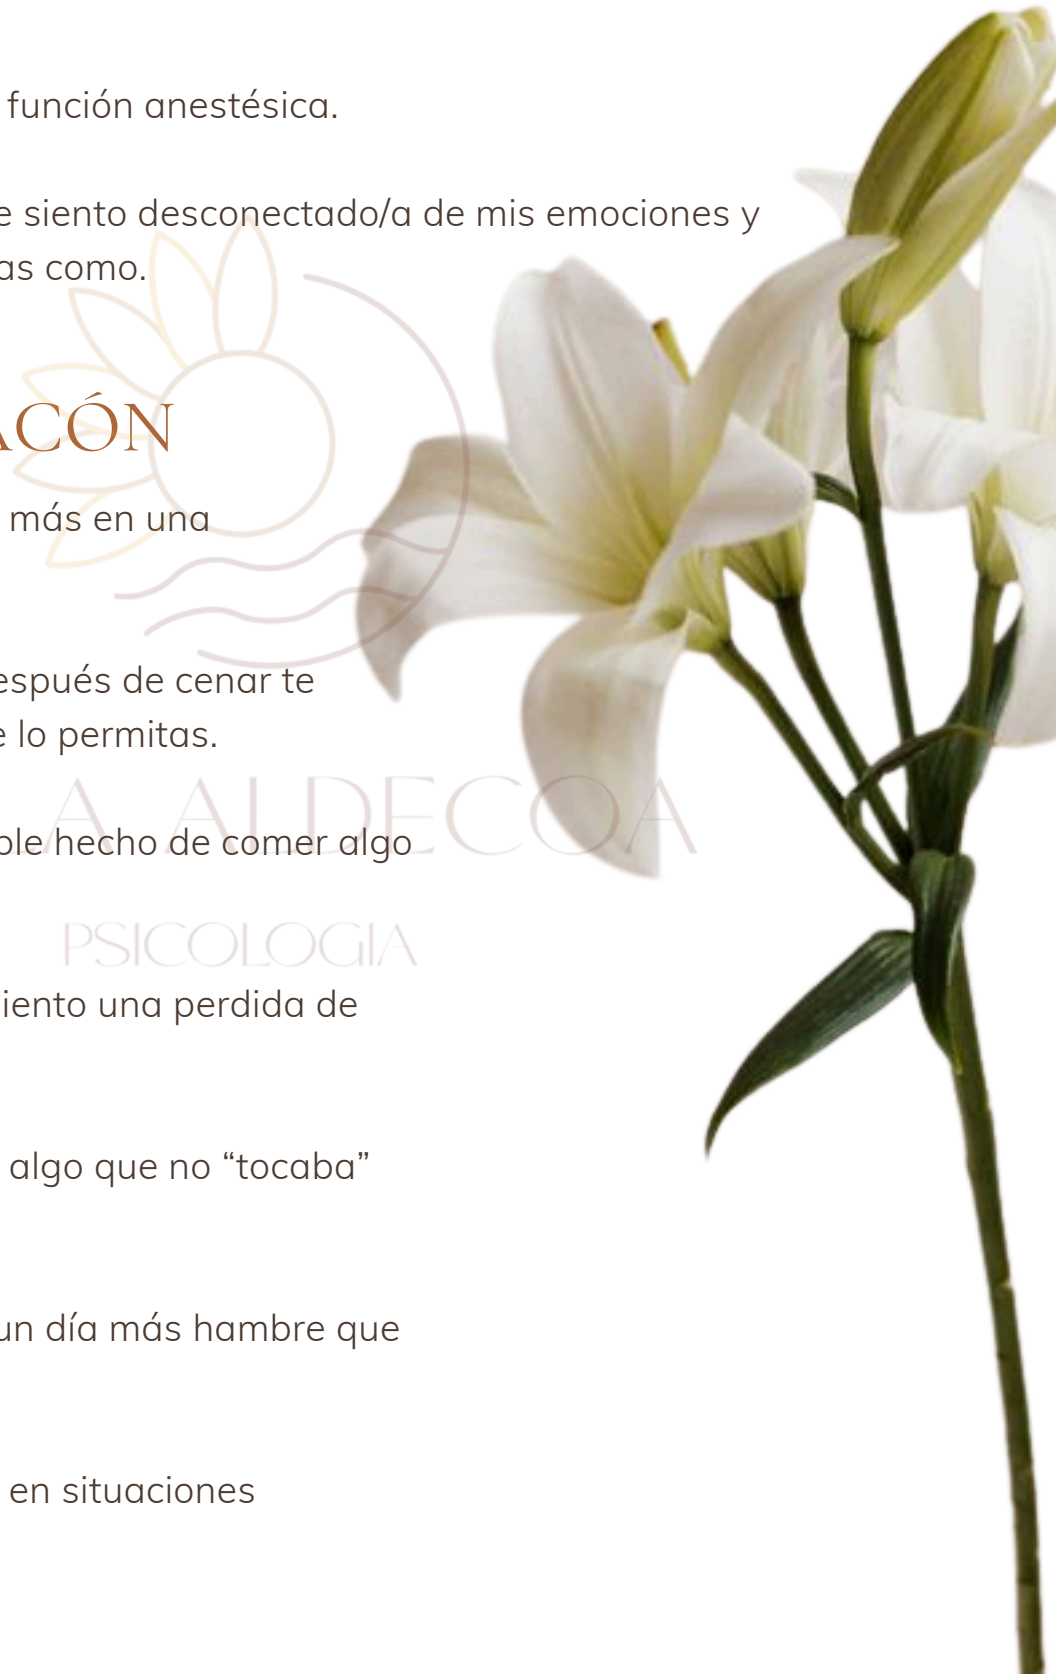 función anestésica.
e siento desconectado/a de mis emociones y
as como.
ACÓN
más en una
espués de cenar te
e lo permitas.
A ALDECOA
ple hecho de comer algo
PSICOLOGIA
iento una perdida de
algo que no “tocaba”
un día más hambre que
en situaciones